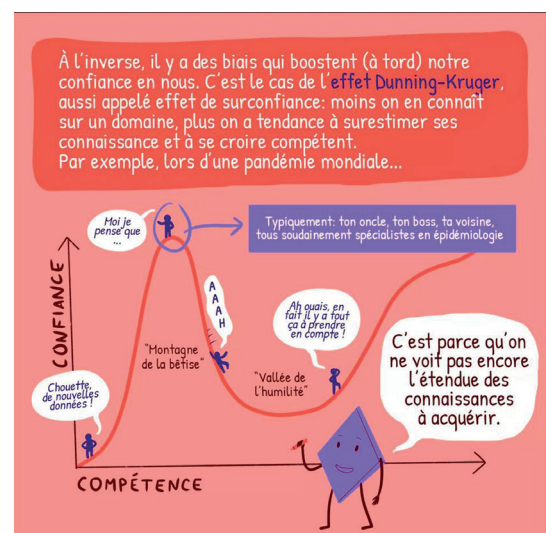 À l'inverse, il y a des biais qui boostent (à tord) notre
confiance en nous. C'est le cas de l'effet Dunning-Kruger,
aussi appelé effet de surconfiance: moins on en connaît
sur un domaine, plus on a tendance à surestimer ses
connaissance et à se croire compétent.
Par exemple, lors d'une pandémie mondiale...
Moi je
pense que
...
Typiquement: ton oncle, ton boss, ta voisine,
tous soudainement spécialistes en épidémiologie
CONFIANCE
A
A
A
H
Ah ouais, en
fait il y a tout
ça à prendre
en compte !
"Montagne
de la bêtise"
"Vallée de
l'humilité"
Chouette,
de nouvelles
données !
C'est parce qu'on
ne voit pas encore
l'étendue des
connaissances
à acquérir.
COMPÉTENCE